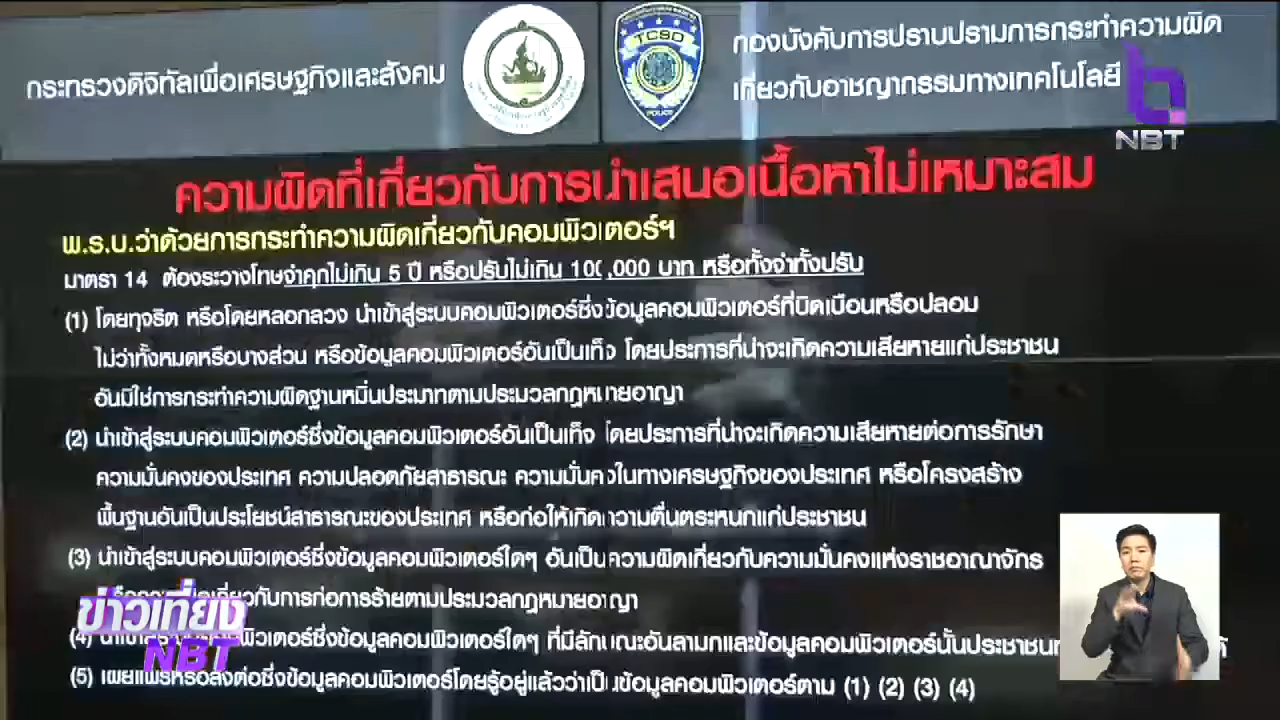 กระทรวงดิจิทัลเพื่อเศรษฐกิจและสังคม
TCSD
POLICE
กองบังคับการปราบปรามการกระทำความผิด
เกี่ยวกับอาชญากรรมทางเทคโนโลยี
NBT
ความผิดที่เกี่ยวกับการนำเสนอเนื้อหาไม่เหมาะสม
พ.ร.บ.ว่าด้วยการกระทำความผิดเกี่ยวกับคอมพิวเตอร์ฯ
มาตรา 14 ต้องระวางโทษจำคุกไม่เกิน 5 ปี หรือปรับไม่เกิน 100,000 บาท หรือทั้งจำทั้งปรับ
(1) โดยทุจริต หรือโดยหลอกลวง นำเข้าสู่ระบบคอมพิวเตอร์ซึ่งข้อมูลคอมพิวเตอร์ที่บิดเบือนหรือปลอม
ไม่ว่าทั้งหมดหรือบางส่วน หรือข้อมูลคอมพิวเตอร์อันเป็นเท็จ โดยประการที่น่าจะเกิดความเสียหายแก่ประชาชน
อันมิใช่การกระทำความผิดฐานหมิ่นประมาทตามประมวลกฎหมายอาญา
(2) นำเข้าสู่ระบบคอมพิวเตอร์ซึ่งข้อมูลคอมพิวเตอร์อันเป็นเท็จ โดยประการที่น่าจะเกิดความเสียหายต่อการรักษา
ความมั่นคงของประเทศ ความปลอดภัยสาธารณะ ความมั่นคงในทางเศรษฐกิจของประเทศ หรือโครงสร้าง
พื้นฐานอันเป็นประโยชน์สาธารณะของประเทศ หรือก่อให้เกิดความตื่นตระหนกแก่ประชาชน
(3) นำเข้าสู่ระบบคอมพิวเตอร์ซึ่งข้อมูลคอมพิวเตอร์ใดๆ อันเป็นความผิดเกี่ยวกับความมั่นคงแห่งราชอาณาจักร
เกี่ยวกับการก่อการร้ายตามประมวลกฎหมายอาญา
(4) นำเข้าสู่ระบบคอมพิวเตอร์ซึ่งข้อมูลคอมพิวเตอร์ใดๆ ที่มีลักษณะอันลามกและข้อมูลคอมพิวเตอร์นั้นประชาชน
(5) เผยแพร่หรือส่งต่อซึ่งข้อมูลคอมพิวเตอร์โดยรู้อยู่แล้วว่าเป็นข้อมูลคอมพิวเตอร์ตาม (1) (2) (3) (4)
ข่าวเที่ยง
NBT